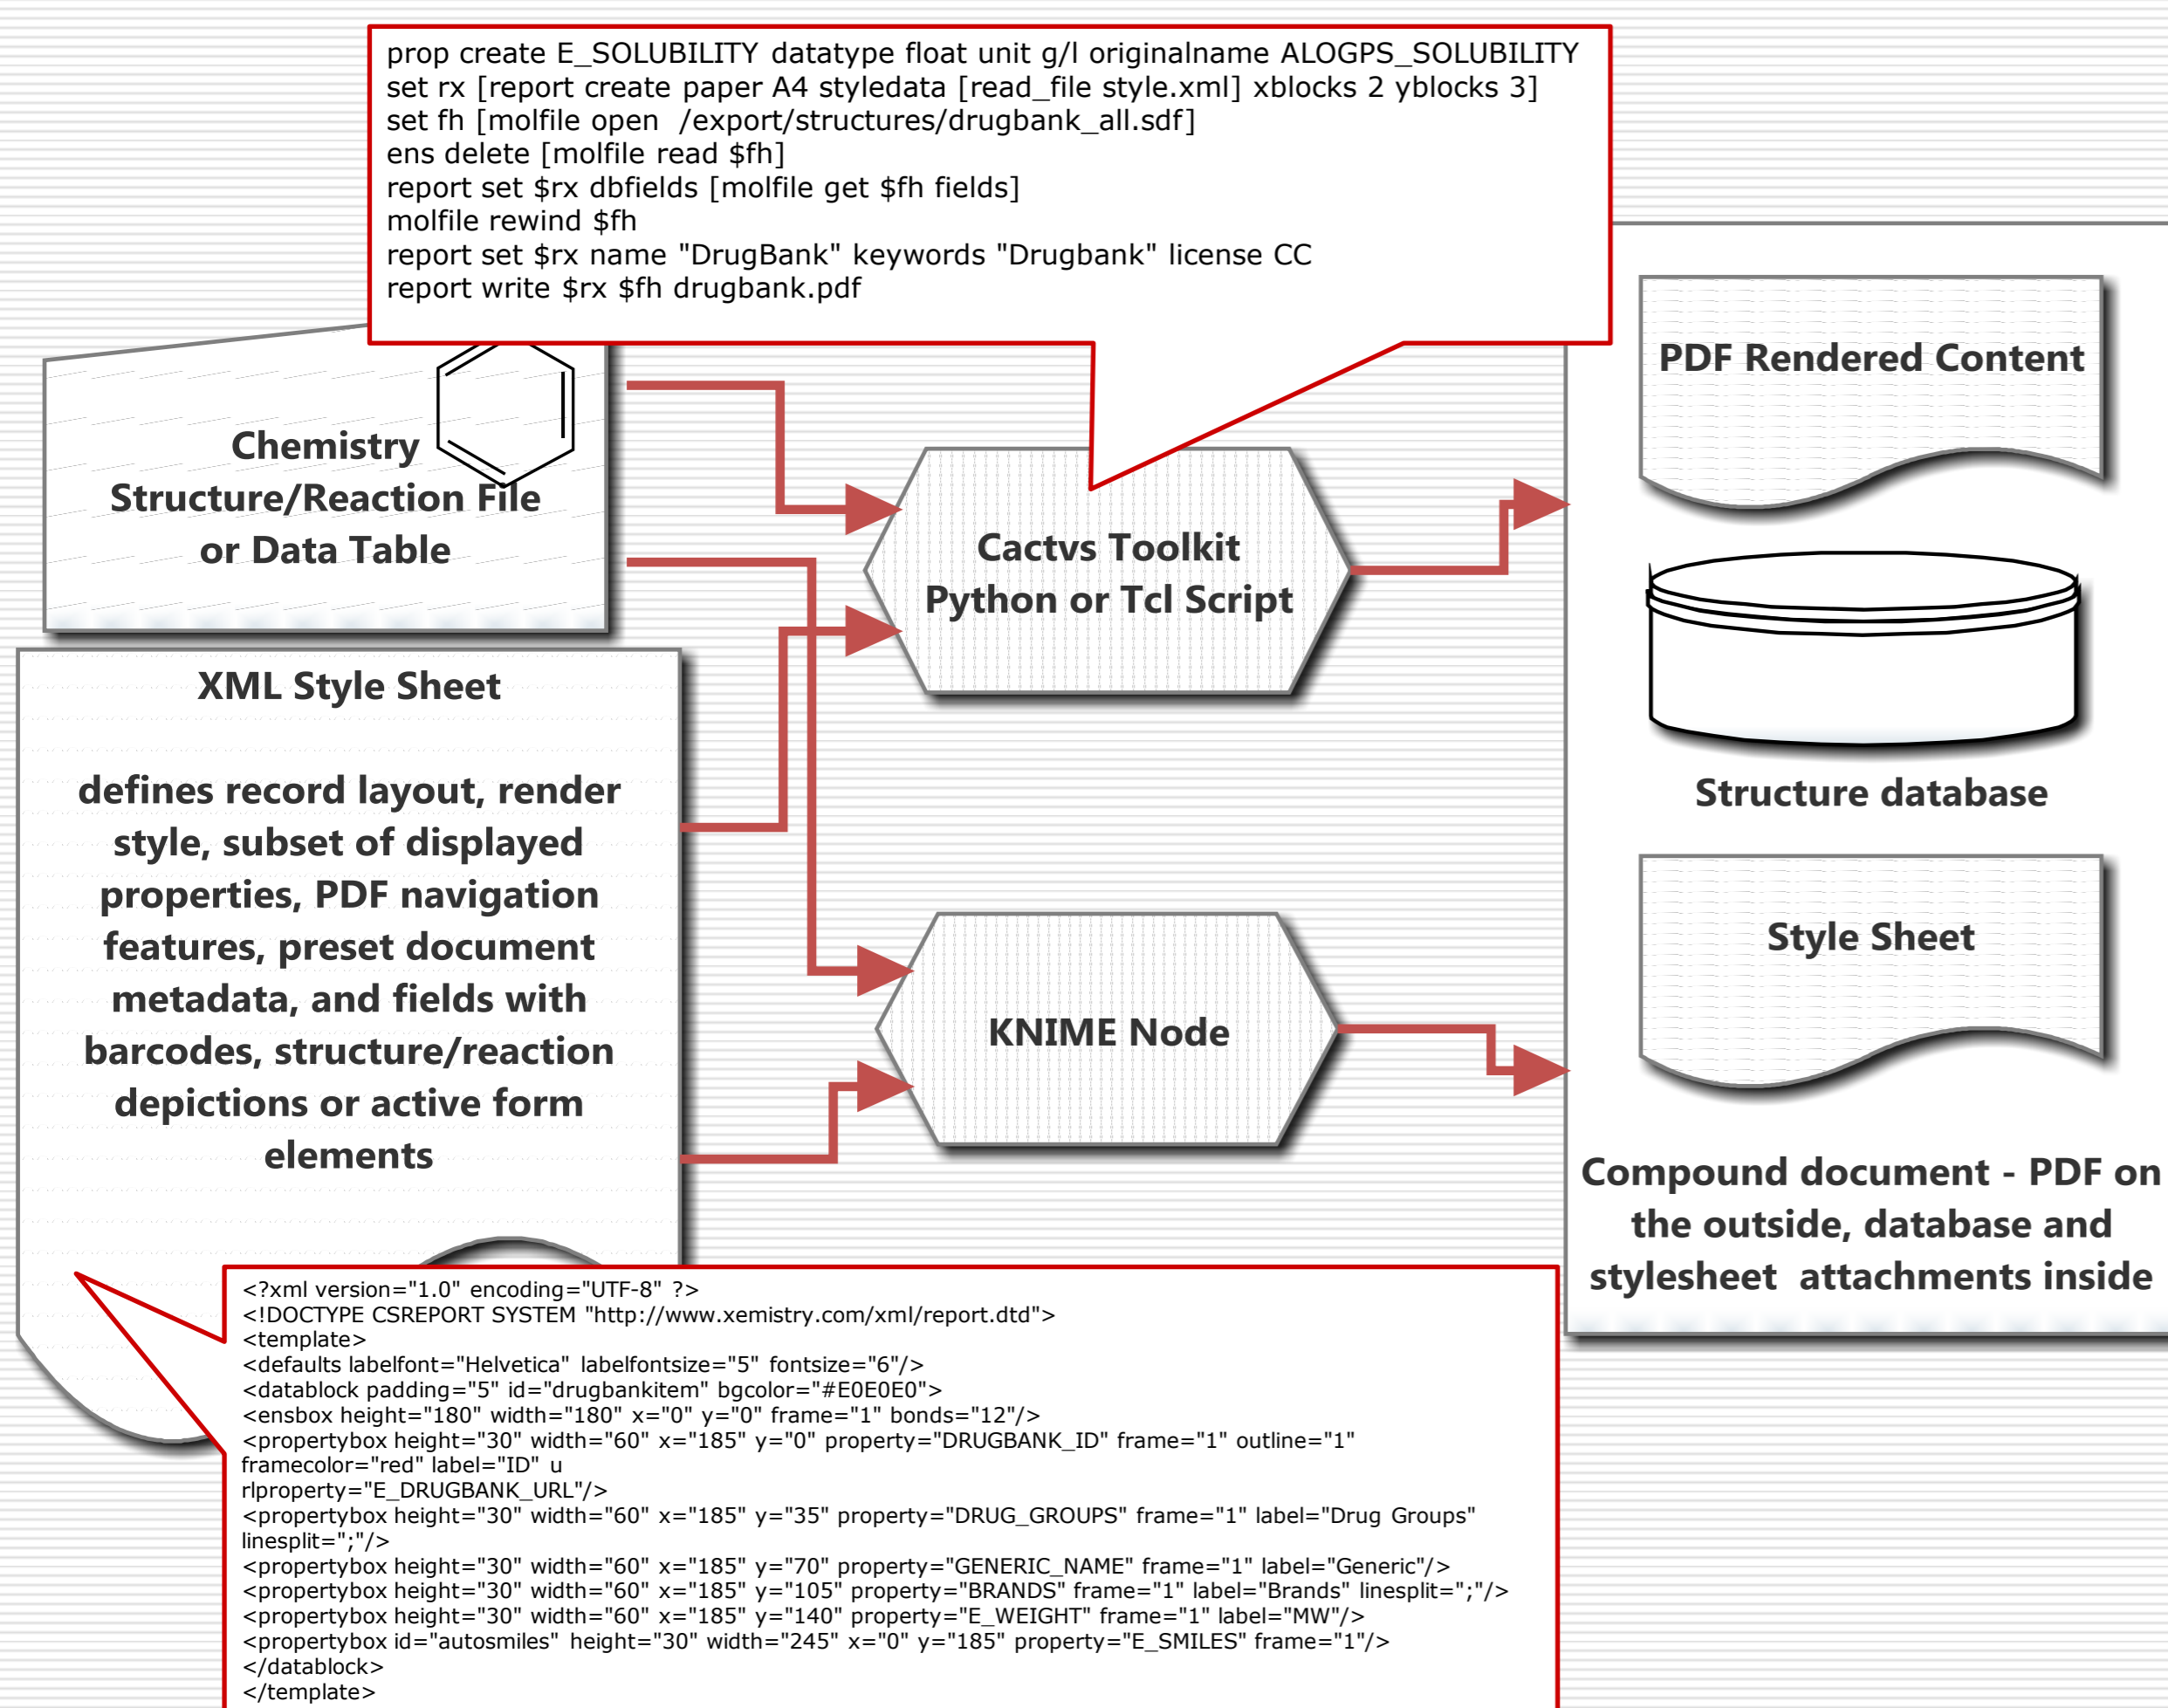 prop create E_SOLUBILITY datatype float unit g/l originalname ALOGPS_SOLUBILITY
set rx [report create paper A4 styledata [read_file style.xml] xblocks 2 yblocks 3]
set fh [molfile open  /export/structures/drugbank_all.sdf]
ens delete [molfile read $fh]
report set $rx dbfields [molfile get $fh fields]
molfile rewind $fh
report set $rx name "DrugBank" keywords "Drugbank" license CC
report write $rx $fh drugbank.pdf
Chemistry
Structure/Reaction File
or Data Table
XML Style Sheet
defines record layout, render
style, subset of displayed
properties, PDF navigation
features, preset document
metadata, and fields with
barcodes, structure/reaction
depictions or active form
elements
Cactvs Toolkit
Python or Tcl Script
KNIME Node
PDF Rendered Content
Structure database
Style Sheet
Compound document - PDF on
the outside, database and
stylesheet  attachments inside
<?xml version="1.0" encoding="UTF-8" ?>
<!DOCTYPE CSREPORT SYSTEM "http://www.xemistry.com/xml/report.dtd">
<template>
<defaults labelfont="Helvetica" labelfontsize="5" fontsize="6"/>
<datablock padding="5" id="drugbankitem" bgcolor="#E0E0E0">
<ensbox height="180" width="180" x="0" y="0" frame="1" bonds="12"/>
<propertybox height="30" width="60" x="185" y="0" property="DRUGBANK_ID" frame="1" outline="1"
framecolor="red" label="ID" u
rlproperty="E_DRUGBANK_URL"/>
<propertybox height="30" width="60" x="185" y="35" property="DRUG_GROUPS" frame="1" label="Drug Groups"
linesplit=";"/>
<propertybox height="30" width="60" x="185" y="70" property="GENERIC_NAME" frame="1" label="Generic"/>
<propertybox height="30" width="60" x="185" y="105" property="BRANDS" frame="1" label="Brands" linesplit=";"/>
<propertybox height="30" width="60" x="185" y="140" property="E_WEIGHT" frame="1" label="MW"/>
<propertybox id="autosmiles" height="30" width="245" x="0" y="185" property="E_SMILES" frame="1"/>
</datablock>
</template>